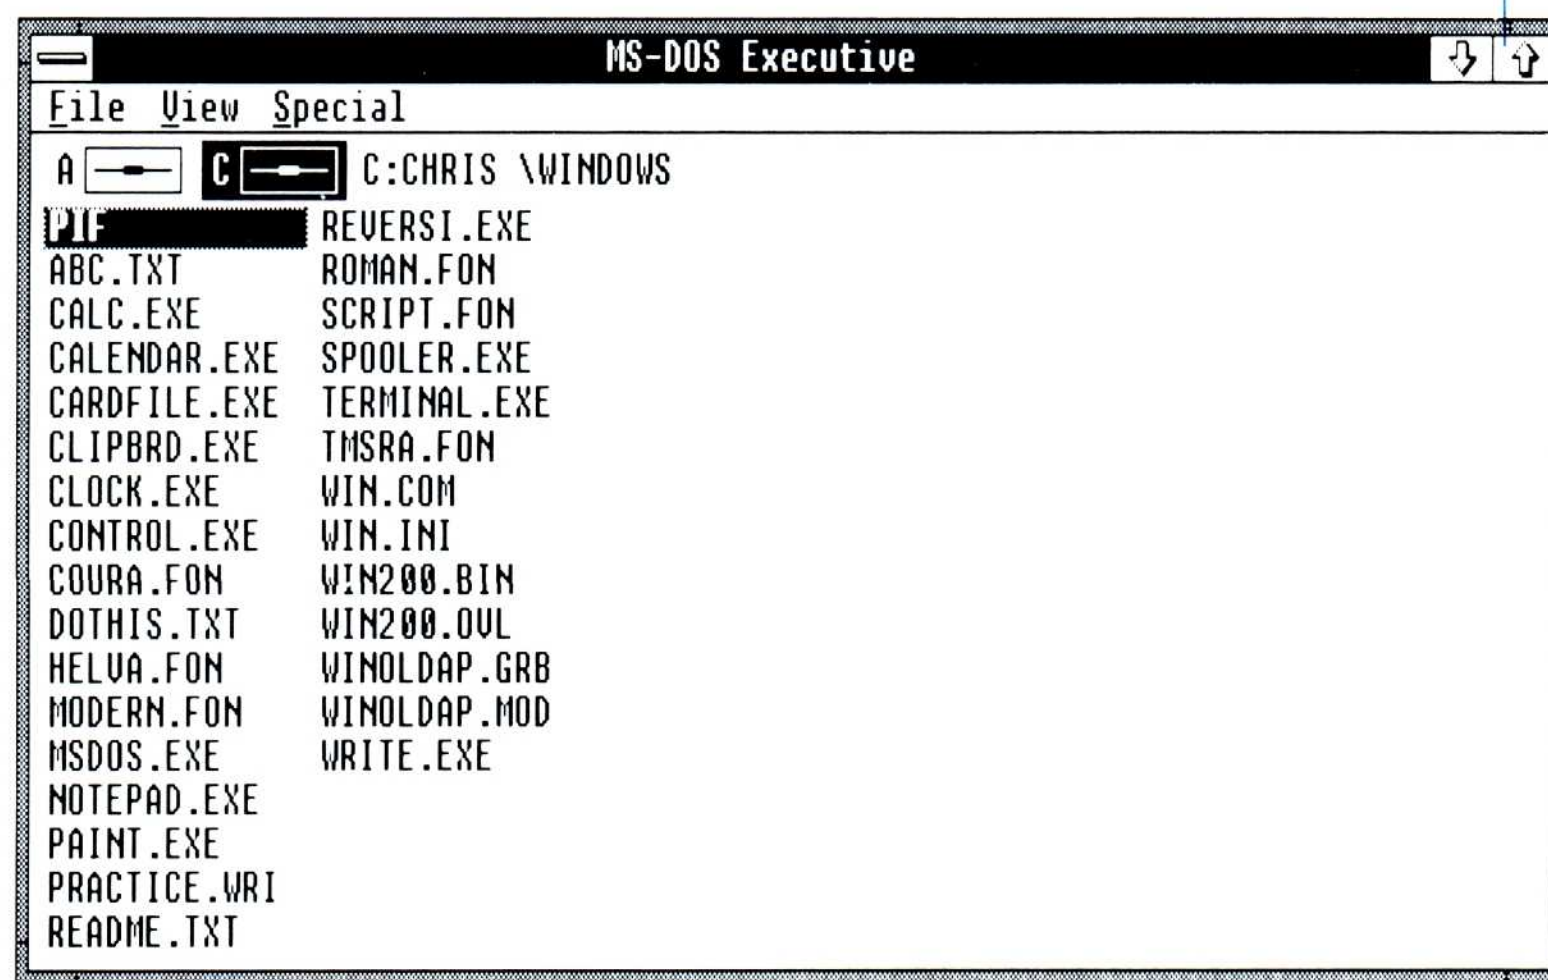 MS-DOS Executive
File View Special
A C C:CHRIS \WINDOWS
PIF
ABC.TXT
CALC.EXE
CALENDAR.EXE
CARDFILE.EXE
CLIPBRD.EXE
CLOCK.EXE
CONTROL.EXE
COURA.FON
DOTHIS.TXT
HELVA.FON
MODERN.FON
MSDOS.EXE
NOTEPAD.EXE
PAINT.EXE
PRACTICE.WRI
README.TXT
REVERSI.EXE
ROMAN.FON
SCRIPT.FON
SPOOLER.EXE
TERMINAL.EXE
TMSRA.FON
WIN.COM
WIN.INI
WIN200.BIN
WIN200.OVL
WINOLDAP.GRB
WINOLDAP.MOD
WRITE.EXE